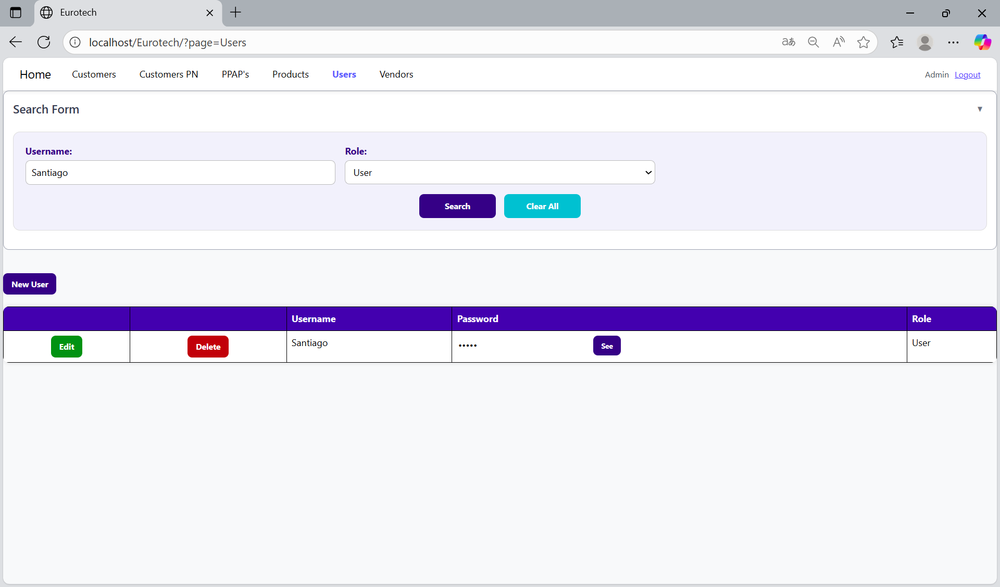 Eurotech
localhost/Eurotech/?page=Users
Home Customers Customers PN PPAP's Products Users Vendors Admin Logout
Search Form
Username: Role:
Santiago User
Search Clear All
New User
Username Password Role
Edit Delete Santiago ••••• See User